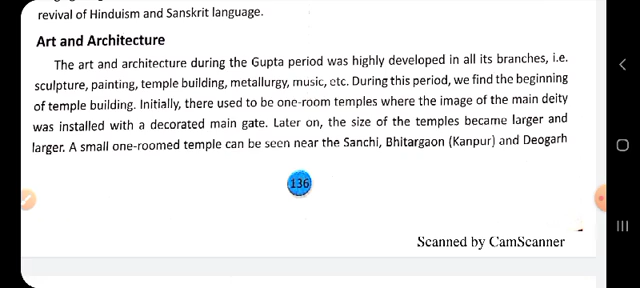 revival of Hinduism and Sanskrit language.
Art and Architecture
The art and architecture during the Gupta period was highly developed in all its branches, i.e.
sculpture, painting, temple building, metallurgy, music, etc. During this period, we find the beginning
of temple building. Initially, there used to be one-room temples where the image of the main deity
was installed with a decorated main gate. Later on, the size of the temples became larger and
larger. A small one-roomed temple can be seen near the Sanchi, Bhitargaon (Kanpur) and Deogarh
136
Scanned by CamScanner